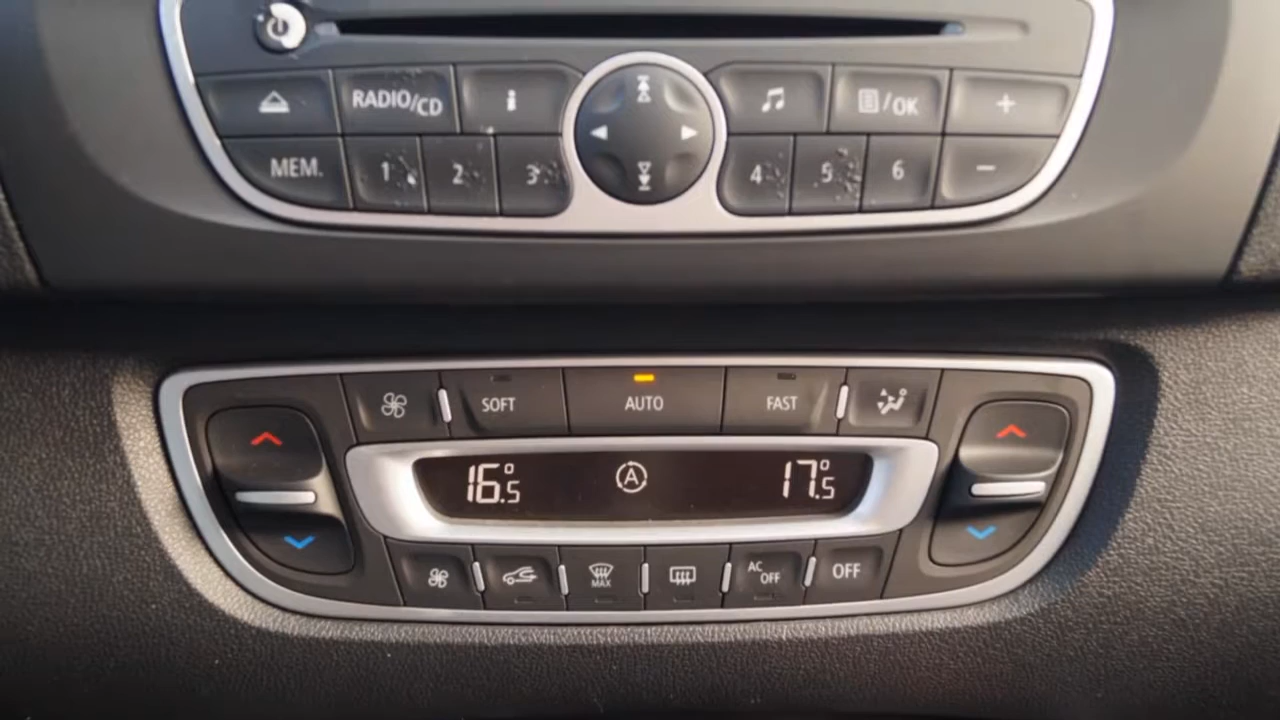 RADIO/CD
i
/OK
+
MEM.
1
2
3
4
5
6
−
SOFT
AUTO
FAST
16.5°
A
17.5°
MAX
AC OFF
OFF